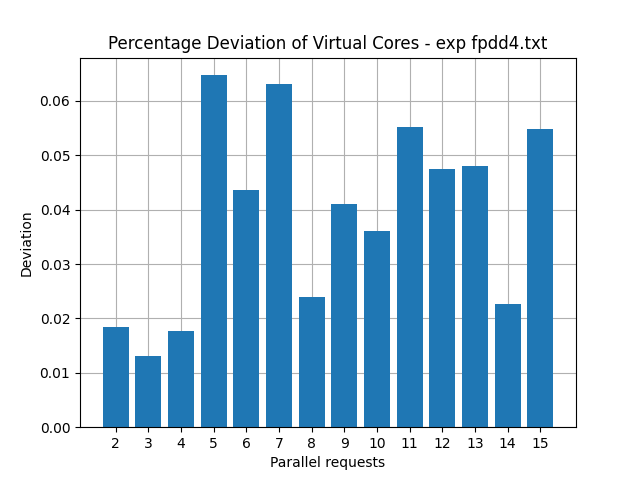 Percentage Deviation of Virtual Cores - exp fpdd4.txt
0.06
0.05
0.04
0.03
0.02
0.01
0.00
Deviation
2 3 4 5 6 7 8 9 10 11 12 13 14 15
Parallel requests